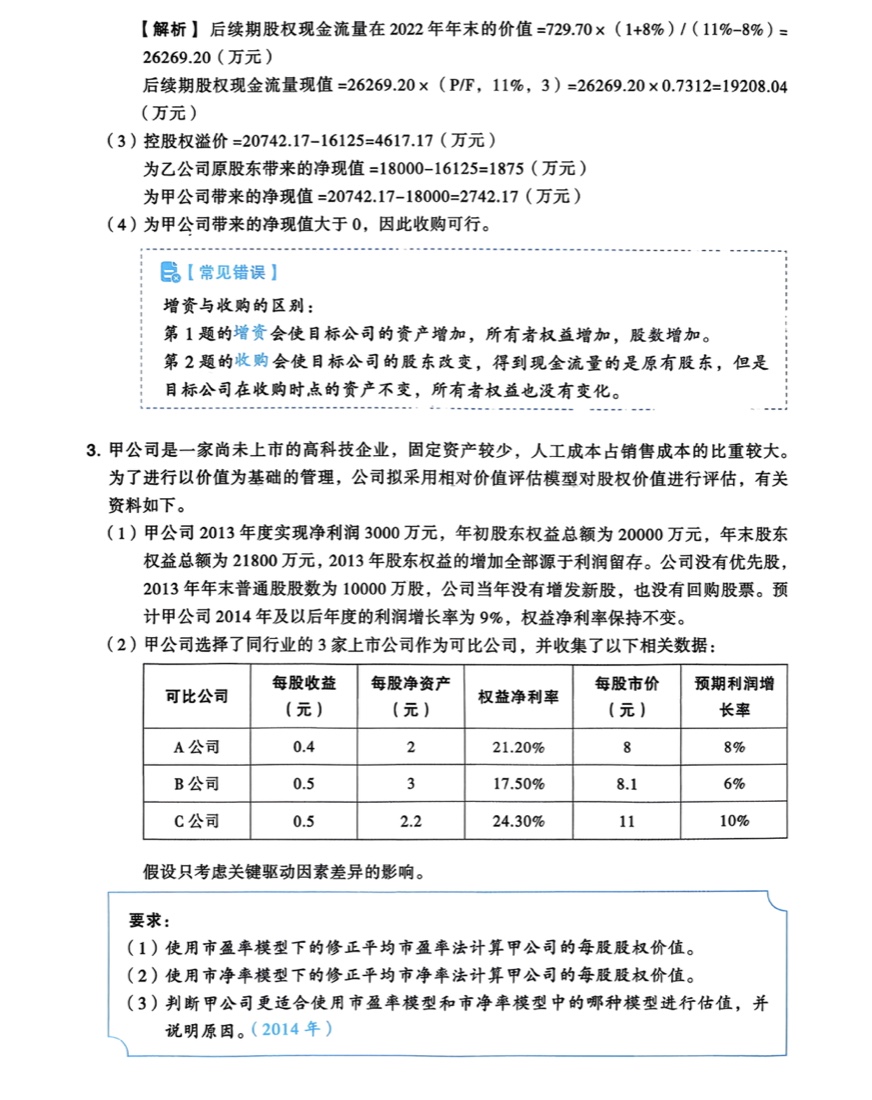 【解析】后续期股权现金流量在 2022 年年末的价值 =729.70×（1+8%）/（11%-8%）=
26269.20（万元）
后续期股权现金流量现值 =26269.20×（P/F，11%，3）=26269.20×0.7312=19208.04
（万元）
（3）控股权溢价 =20742.17-16125=4617.17（万元）
为乙公司原股东带来的净现值 =18000-16125=1875（万元）
为甲公司带来的净现值 =20742.17-18000=2742.17（万元）
（4）为甲公司带来的净现值大于 0，因此收购可行。
【常见错误】
增资与收购的区别：
第 1 题的增资会使目标公司的资产增加，所有者权益增加，股数增加。
第 2 题的收购会使目标公司的股东改变，得到现金流量的是原有股东，但是
目标公司在收购时点的资产不变，所有者权益也没有变化。
3. 甲公司是一家尚未上市的高科技企业，固定资产较少，人工成本占销售成本的比重较大。
为了进行以价值为基础的管理，公司拟采用相对价值评估模型对股权价值进行评估，有关
资料如下。
（1）甲公司 2013 年度实现净利润 3000 万元，年初股东权益总额为 20000 万元，年末股东
权益总额为 21800 万元，2013 年股东权益的增加全部源于利润留存。公司没有优先股，
2013 年年末普通股股数为 10000 万股，公司当年没有增发新股，也没有回购股票。预
计甲公司 2014 年及以后年度的利润增长率为 9%，权益净利率保持不变。
（2）甲公司选择了同行业的 3 家上市公司作为可比公司，并收集了以下相关数据：
可比公司 每股收益（元） 每股净资产（元） 权益净利率 每股市价（元） 预期利润增长率
A 公司 0.4 2 21.20% 8 8%
B 公司 0.5 3 17.50% 8.1 6%
C 公司 0.5 2.2 24.30% 11 10%
假设只考虑关键驱动因素差异的影响。
要求：
（1）使用市盈率模型下的修正平均市盈率法计算甲公司的每股股权价值。
（2）使用市净率模型下的修正平均市净率法计算甲公司的每股股权价值。
（3）判断甲公司更适合使用市盈率模型和市净率模型中的哪种模型进行估值，并
说明原因。（2014 年）